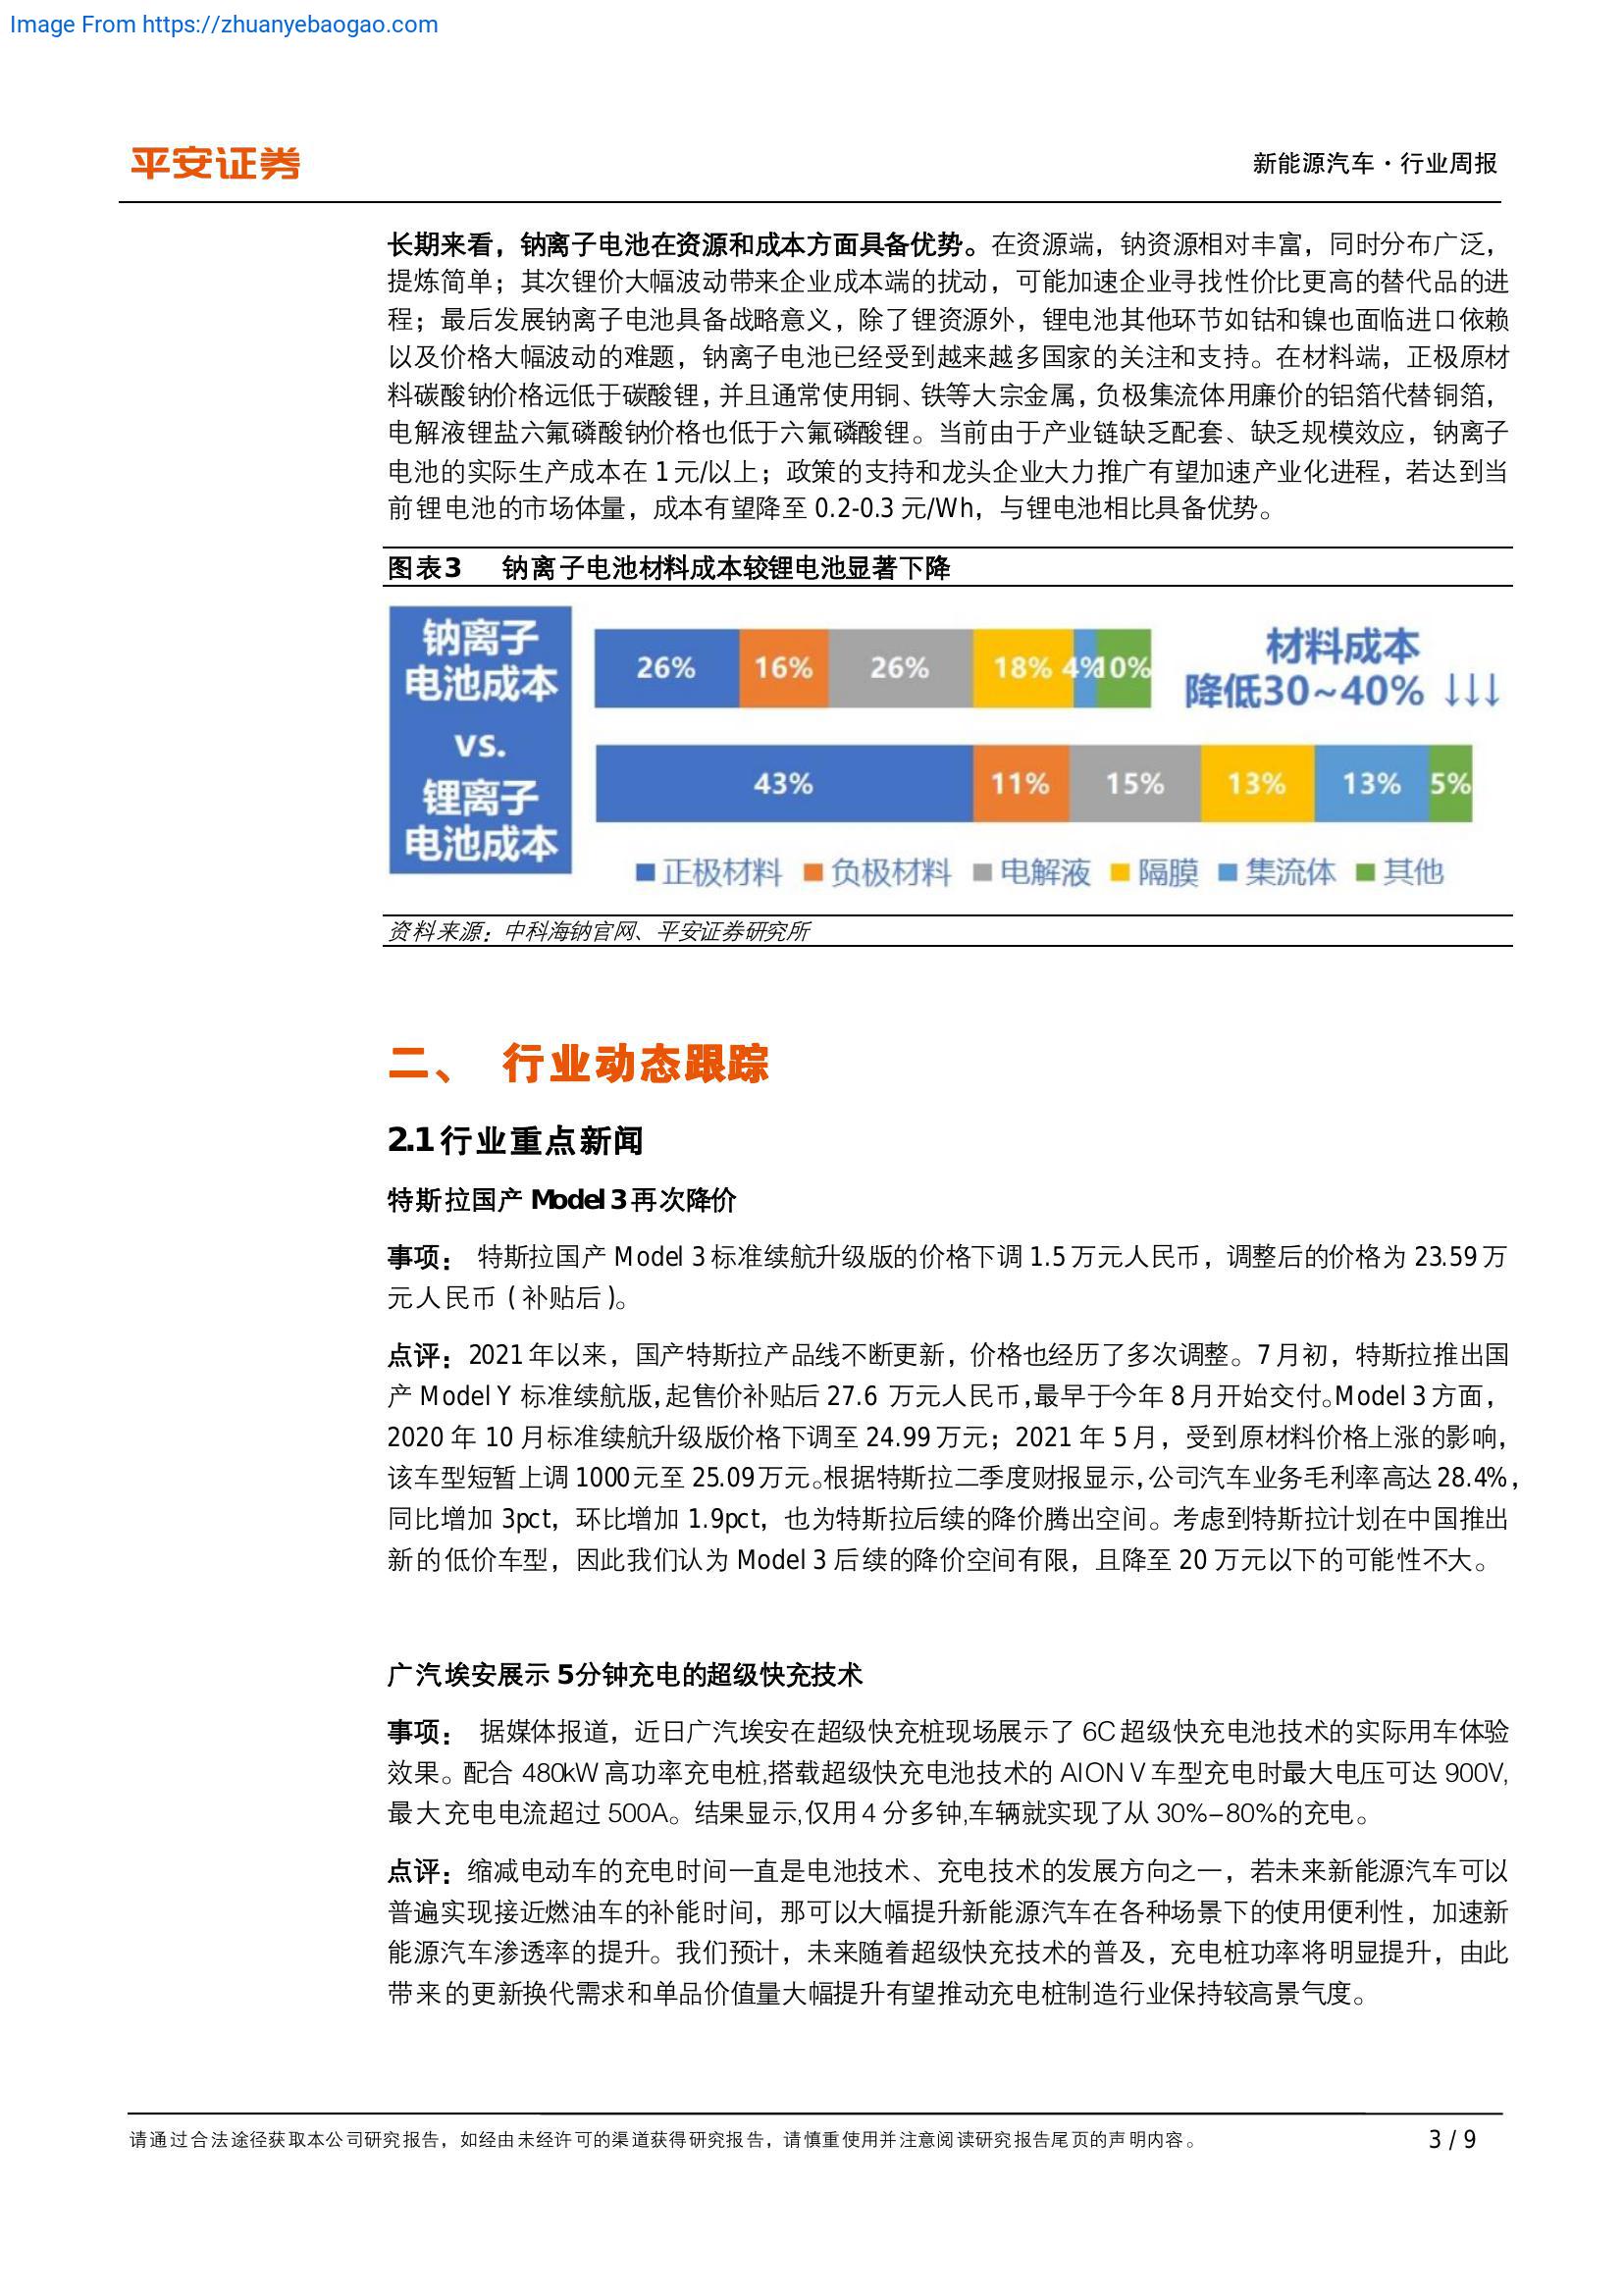 Image From https://zhuanyebaogao.com
平安证券
新能源汽车·行业周报
长期来看，钠离子电池在资源和成本方面具备优势。在资源端，钠资源相对丰富，同时分布广泛，
提炼简单；其次锂价大幅波动带来企业成本端的扰动，可能加速企业寻找性价比更高的替代品的进
程；最后发展钠离子电池具备战略意义，除了锂资源外，锂电池其他环节如钴和镍也面临进口依赖
以及价格大幅波动的难题，钠离子电池已经受到越来越多国家的关注和支持。在材料端，正极原材
料碳酸钠价格远低于碳酸锂，并且通常使用铜、铁等大宗金属，负极集流体用廉价的铝箔代替铜箔，
电解液锂盐六氟磷酸钠价格也低于六氟磷酸锂。当前由于产业链缺乏配套、缺乏规模效应，钠离子
电池的实际生产成本在 1 元/以上；政策的支持和龙头企业大力推广有望加速产业化进程，若达到当
前锂电池的市场体量，成本有望降至 0.2-0.3 元/Wh，与锂电池相比具备优势。
图表3 钠离子电池材料成本较锂电池显著下降
钠离子
电池成本
vs.
锂离子
电池成本
26% 16% 26% 18% 4% 10%
材料成本
降低30~40% ↓↓↓
43% 11% 15% 13% 13% 5%
正极材料 负极材料 电解液 隔膜 集流体 其他
资料来源：中科海钠官网、平安证券研究所
二、 行业动态跟踪
2.1 行业重点新闻
特斯拉国产 Model 3 再次降价
事项： 特斯拉国产 Model 3 标准续航升级版的价格下调 1.5 万元人民币，调整后的价格为 23.59 万
元人民币（补贴后）。
点评：2021 年以来，国产特斯拉产品线不断更新，价格也经历了多次调整。7 月初，特斯拉推出国
产 Model Y 标准续航版，起售价补贴后 27.6 万元人民币，最早于今年 8 月开始交付。Model 3 方面，
2020 年 10 月标准续航升级版价格下调至 24.99 万元；2021 年 5 月，受到原材料价格上涨的影响，
该车型短暂上调 1000 元至 25.09 万元。根据特斯拉二季度财报显示，公司汽车业务毛利率高达 28.4%，
同比增加 3pct，环比增加 1.9pct，也为特斯拉后续的降价腾出空间。考虑到特斯拉计划在中国推出
新的低价车型，因此我们认为 Model 3 后续的降价空间有限，且降至 20 万元以下的可能性不大。
广汽埃安展示 5分钟充电的超级快充技术
事项： 据媒体报道，近日广汽埃安在超级快充桩现场展示了 6C 超级快充电池技术的实际用车体验
效果。配合 480kW 高功率充电桩,搭载超级快充电池技术的 AION V 车型充电时最大电压可达 900V,
最大充电电流超过 500A。结果显示,仅用 4 分多钟,车辆就实现了从 30%–80%的充电。
点评：缩减电动车的充电时间一直是电池技术、充电技术的发展方向之一，若未来新能源汽车可以
普遍实现接近燃油车的补能时间，那可以大幅提升新能源汽车在各种场景下的使用便利性，加速新
能源汽车渗透率的提升。我们预计，未来随着超级快充技术的普及，充电桩功率将明显提升，由此
带来的更新换代需求和单品价值量大幅提升有望推动充电桩制造行业保持较高景气度。
请通过合法途径获取本公司研究报告，如经由未经许可的渠道获得研究报告，请慎重使用并注意阅读研究报告尾页的声明内容。
3 / 9